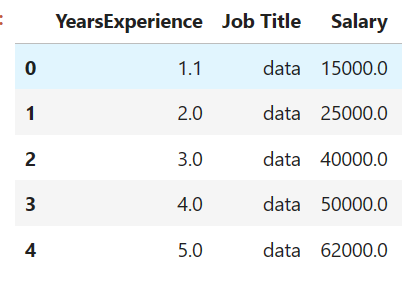 YearsExperience Job Title Salary
0 1.1 data 15000.0
1 2.0 data 25000.0
2 3.0 data 40000.0
3 4.0 data 50000.0
4 5.0 data 62000.0